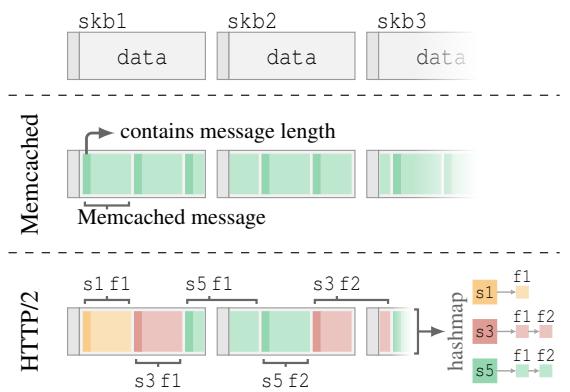 skb1 skb2 skb3
data data data
Memcached
contains message length
Memcached message
HTTP/2
s1 f1 s5 f1 s3 f2
s3 f1 s5 f2
hashmap
f1
s1
f1 f2
s3
f1 f2
s5